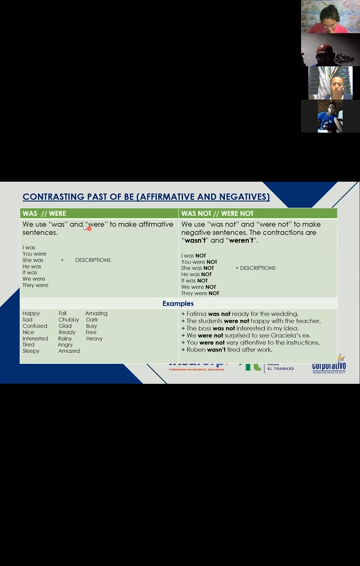 CONTRASTING PAST OF BE (AFFIRMATIVE AND NEGATIVES)
WAS // WERE
WAS NOT // WERE NOT
We use "was" and "were" to make affirmative
sentences.
We use "was not" and "were not" to make
negative sentences. The contractions are
"wasn't" and "weren't".
I was
You were
She was + DESCRIPTIONS
He was
It was
We were
They were
I was NOT
You were NOT
She was NOT + DESCRIPTIONS
He was NOT
It was NOT
We were NOT
They were NOT
Examples
Happy Tall Amazing
Sad Chubby Dark
Confused Glad Busy
Nice Ready Free
Interested Rainy Heavy
Tired Angry
Sleepy Amazed
+ Fatima was not ready for the wedding.
+ The students were not happy with the teacher.
+ The boss was not interested in my idea.
+ We were not surprised to see Graciela's ex.
+ You were not very attentive to the instructions.
+ Ruben wasn't tired after work.
EL TRABAJO
corporativo